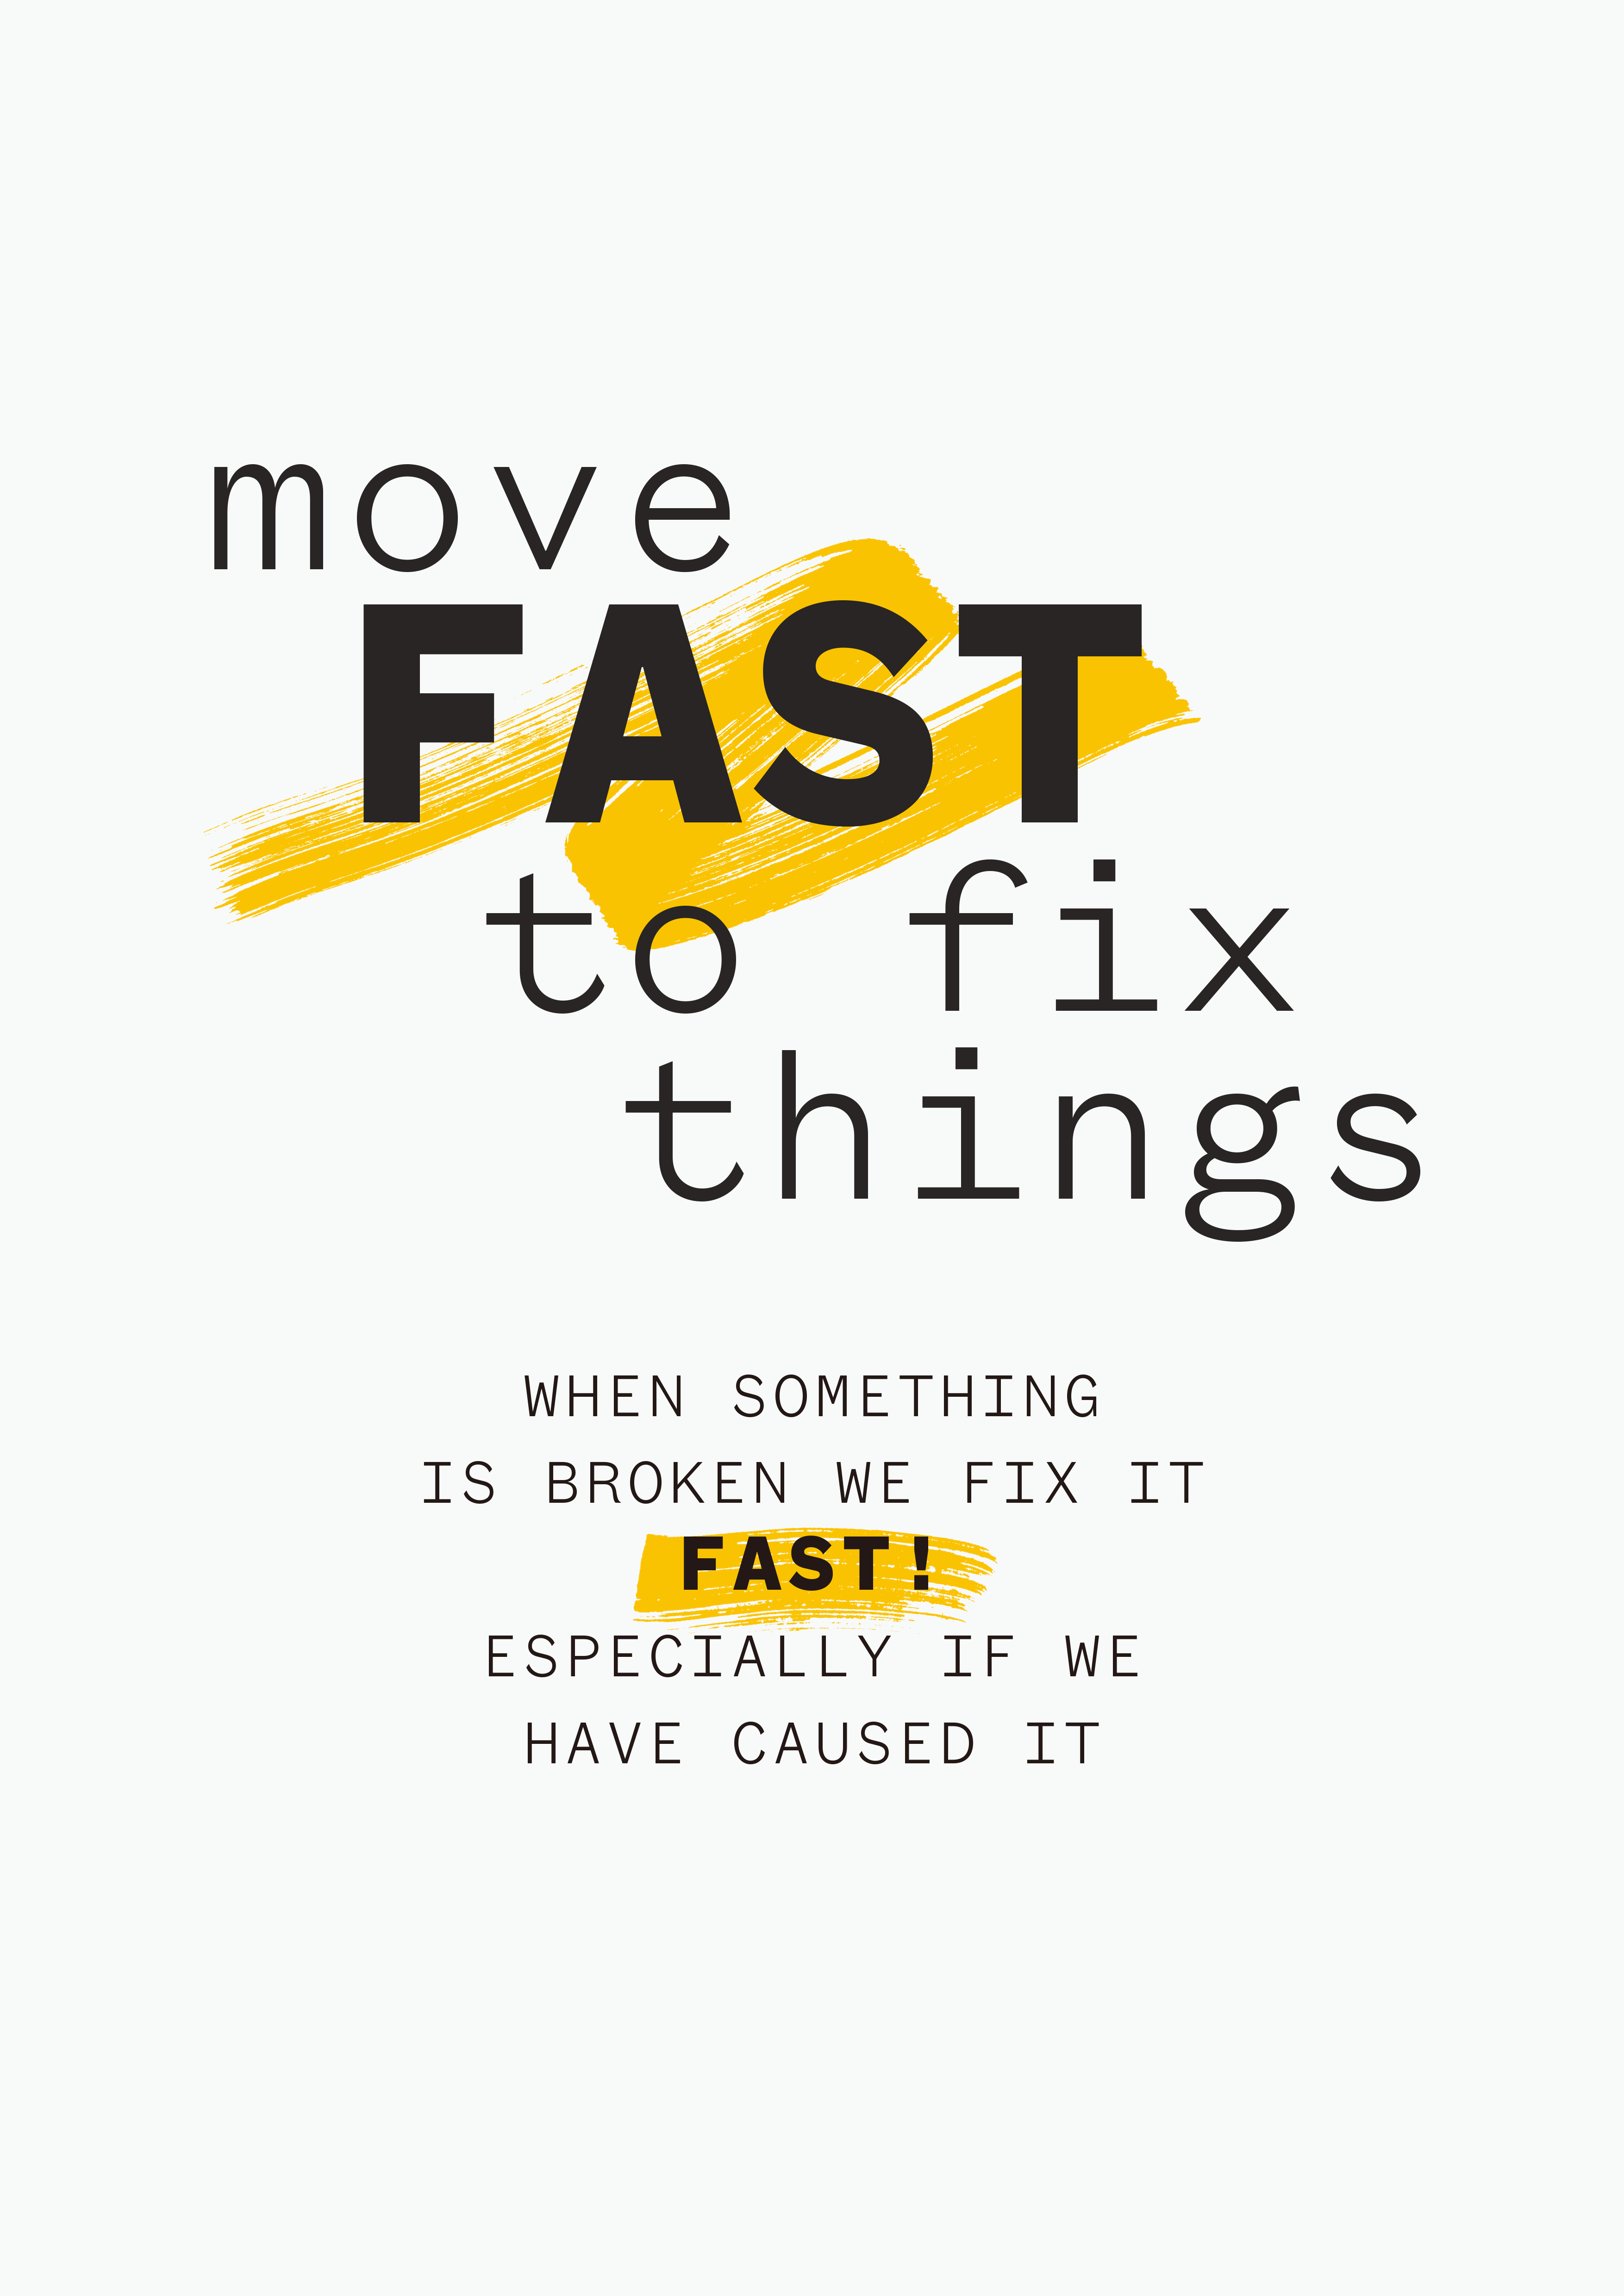 move
FAST
to fix
things
WHEN SOMETHING
IS BROKEN WE FIX IT
FAST!
ESPECIALLY IF WE
HAVE CAUSED IT